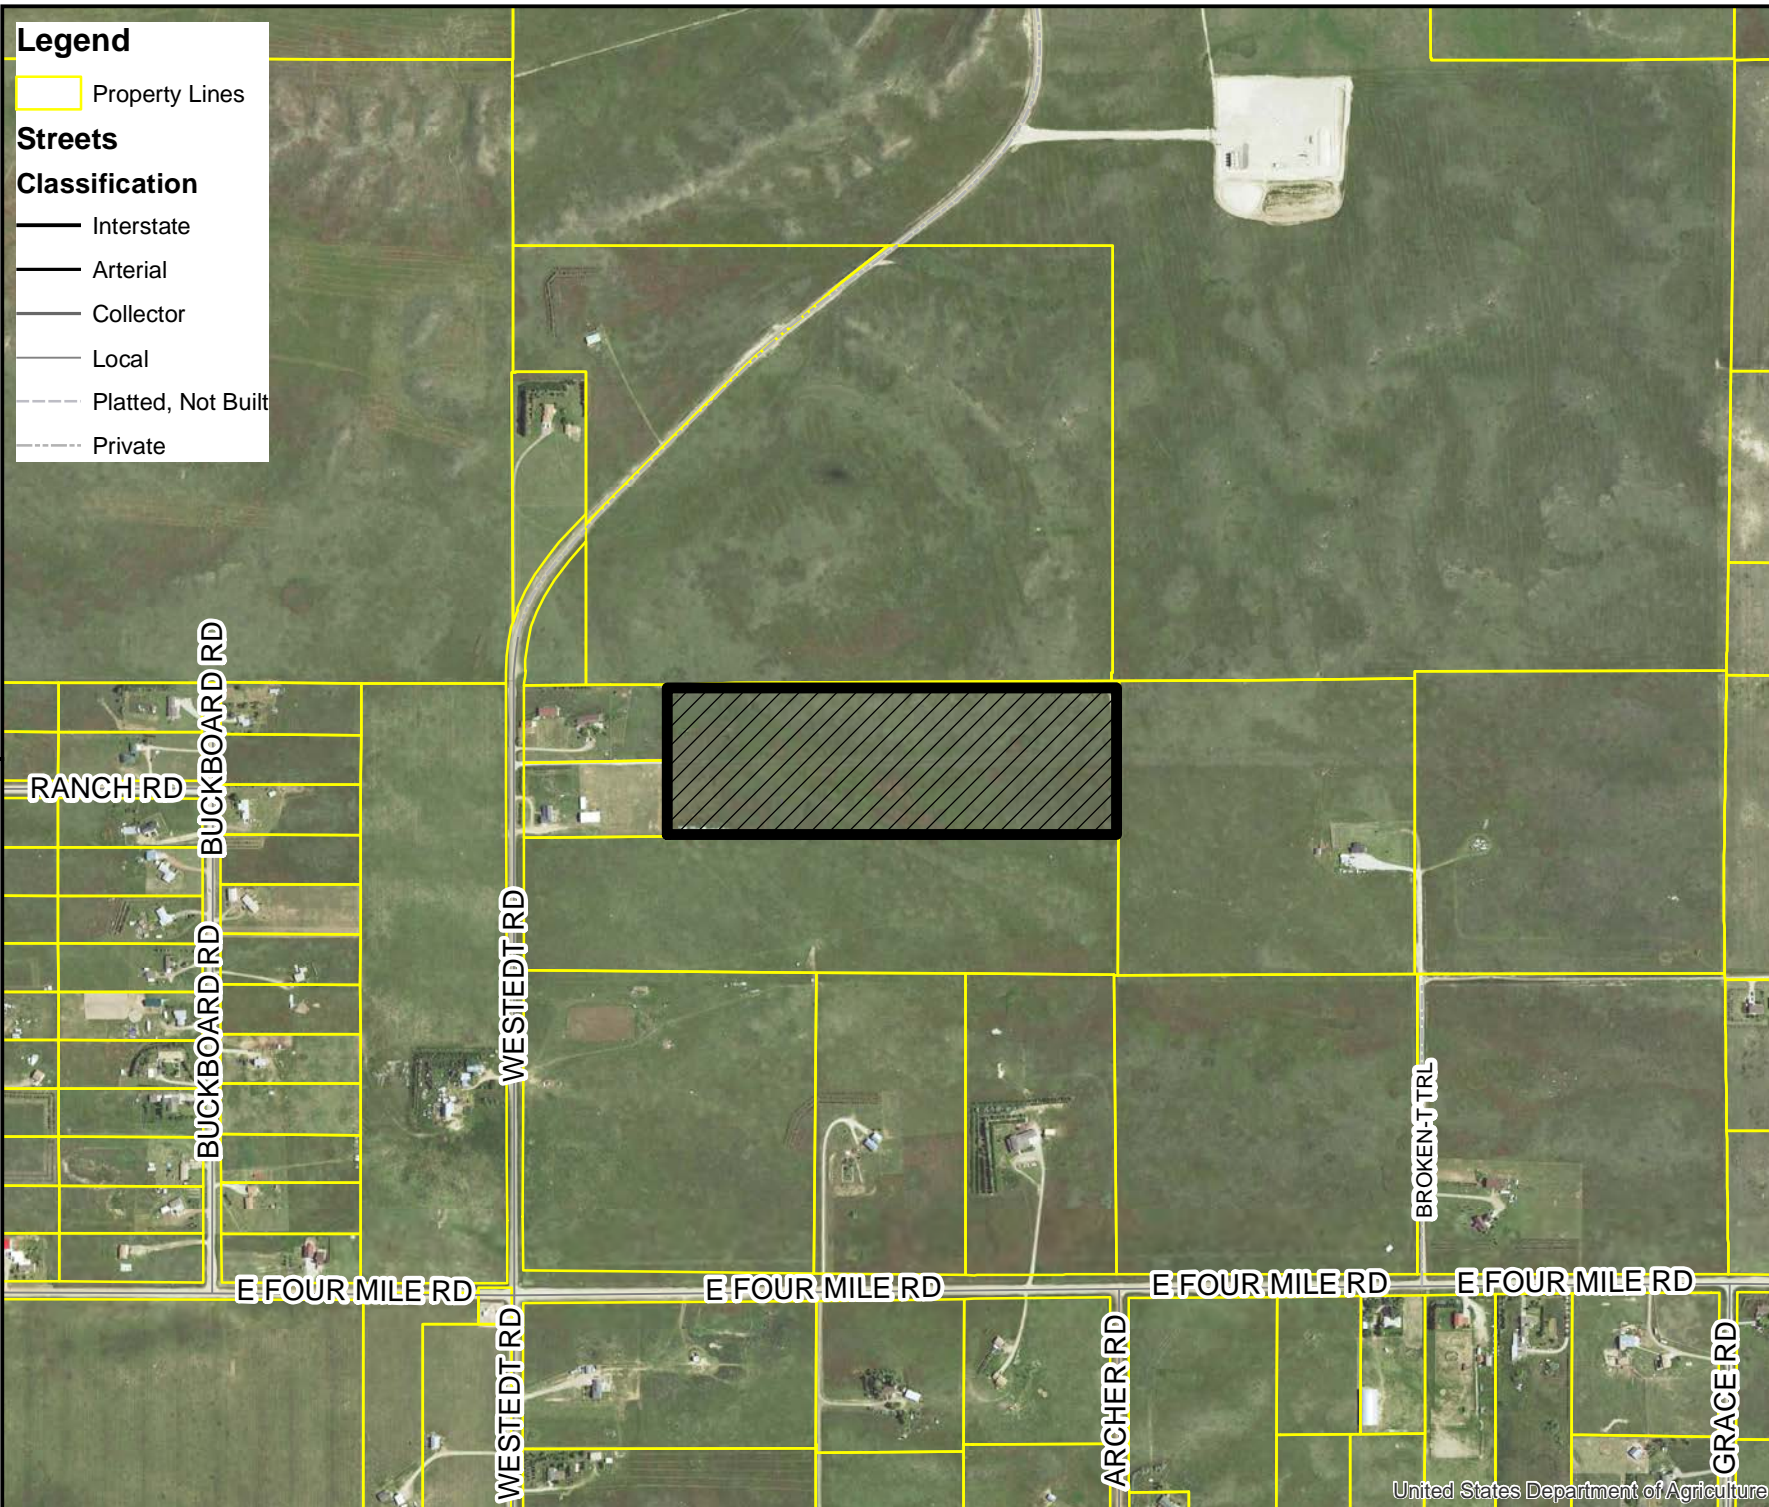 Legend
Property Lines
Streets
Classification
Interstate
Arterial
Collector
Local
Platted, Not Built
Private
BUCKBOARD RD
RANCH RD
WESTEDT RD
BUCKBOARD RD
BROKEN-T TRL
E FOUR MILE RD
E FOUR MILE RD
E FOUR MILE RD
E FOUR MILE RD
WESTEDT RD
ARCHER RD
GRACE RD
United States Department of Agriculture